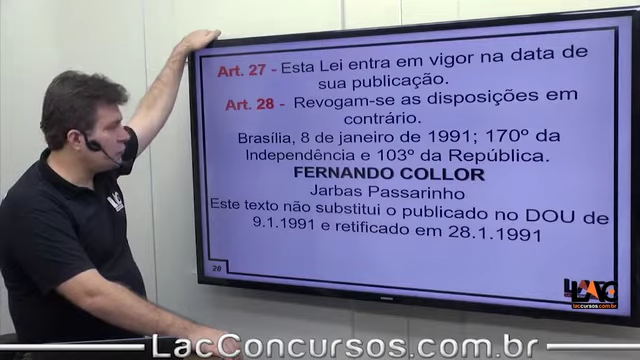 Art. 27 - Esta Lei entra em vigor na data de
sua publicação.
Art. 28 - Revogam-se as disposições em
contrário.
Brasília, 8 de janeiro de 1991; 170º da
Independência e 103º da República.
FERNANDO COLLOR
Jarbas Passarinho
Este texto não substitui o publicado no DOU de
9.1.1991 e retificado em 28.1.1991
28
LAC
laccursos.com.br
LacConcursos.com.br